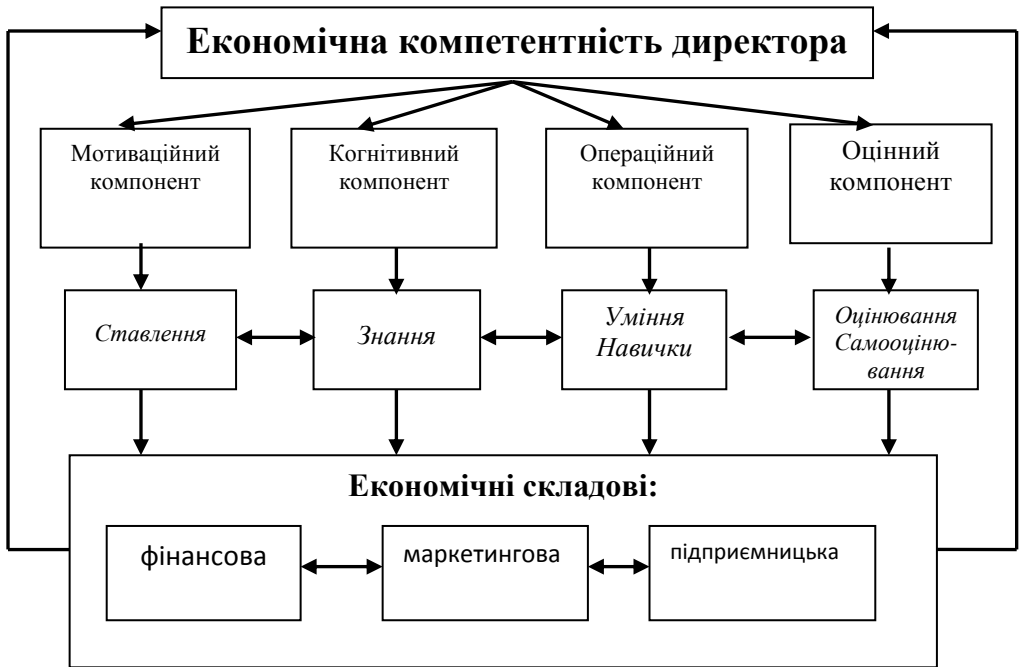 Економічна компетентність директора
Мотиваційний
компонент
Когнітивний
компонент
Операційний
компонент
Оцінний
компонент
Ставлення
Знання
Уміння
Навички
Оцінювання
Самооціню-
вання
Економічні складові:
фінансова
маркетингова
підприємницька